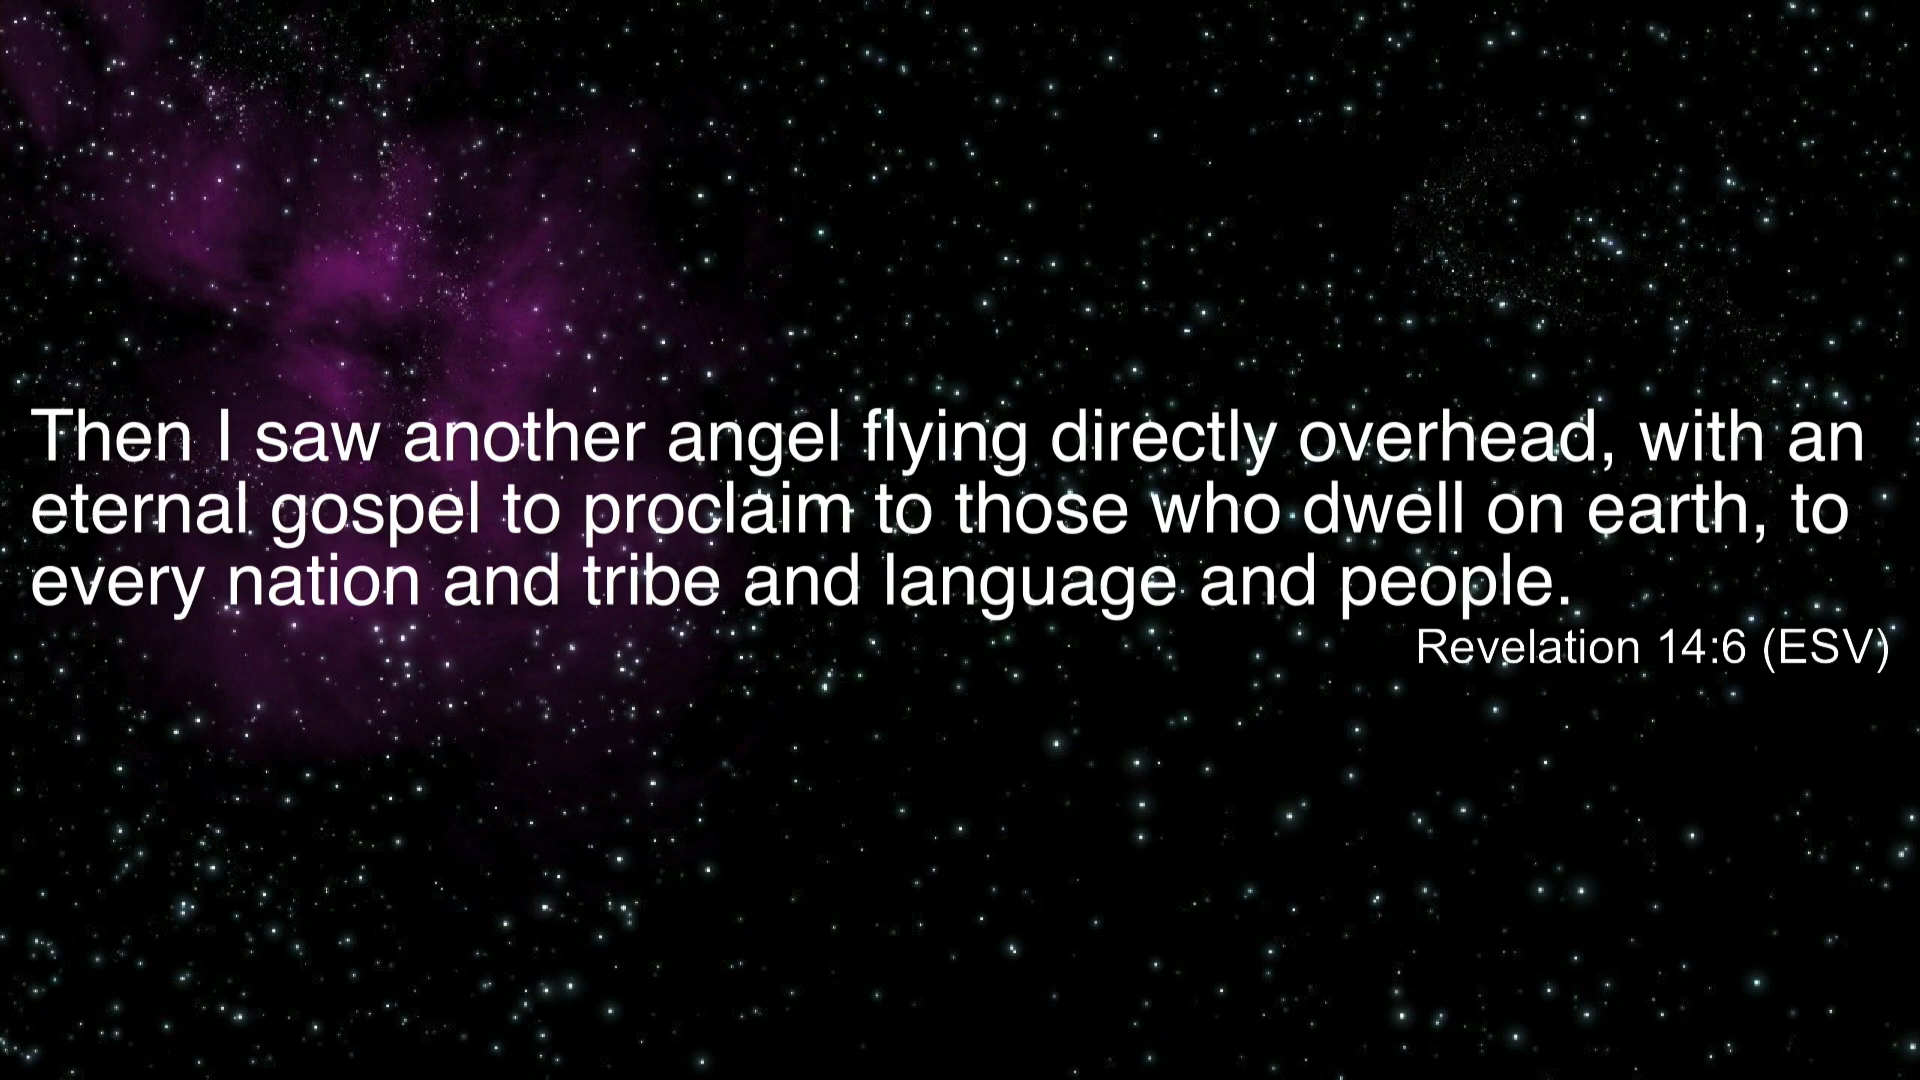 Then I saw another angel flying directly overhead, with an
eternal gospel to proclaim to those who dwell on earth, to
every nation and tribe and language and people.
Revelation 14:6 (ESV)